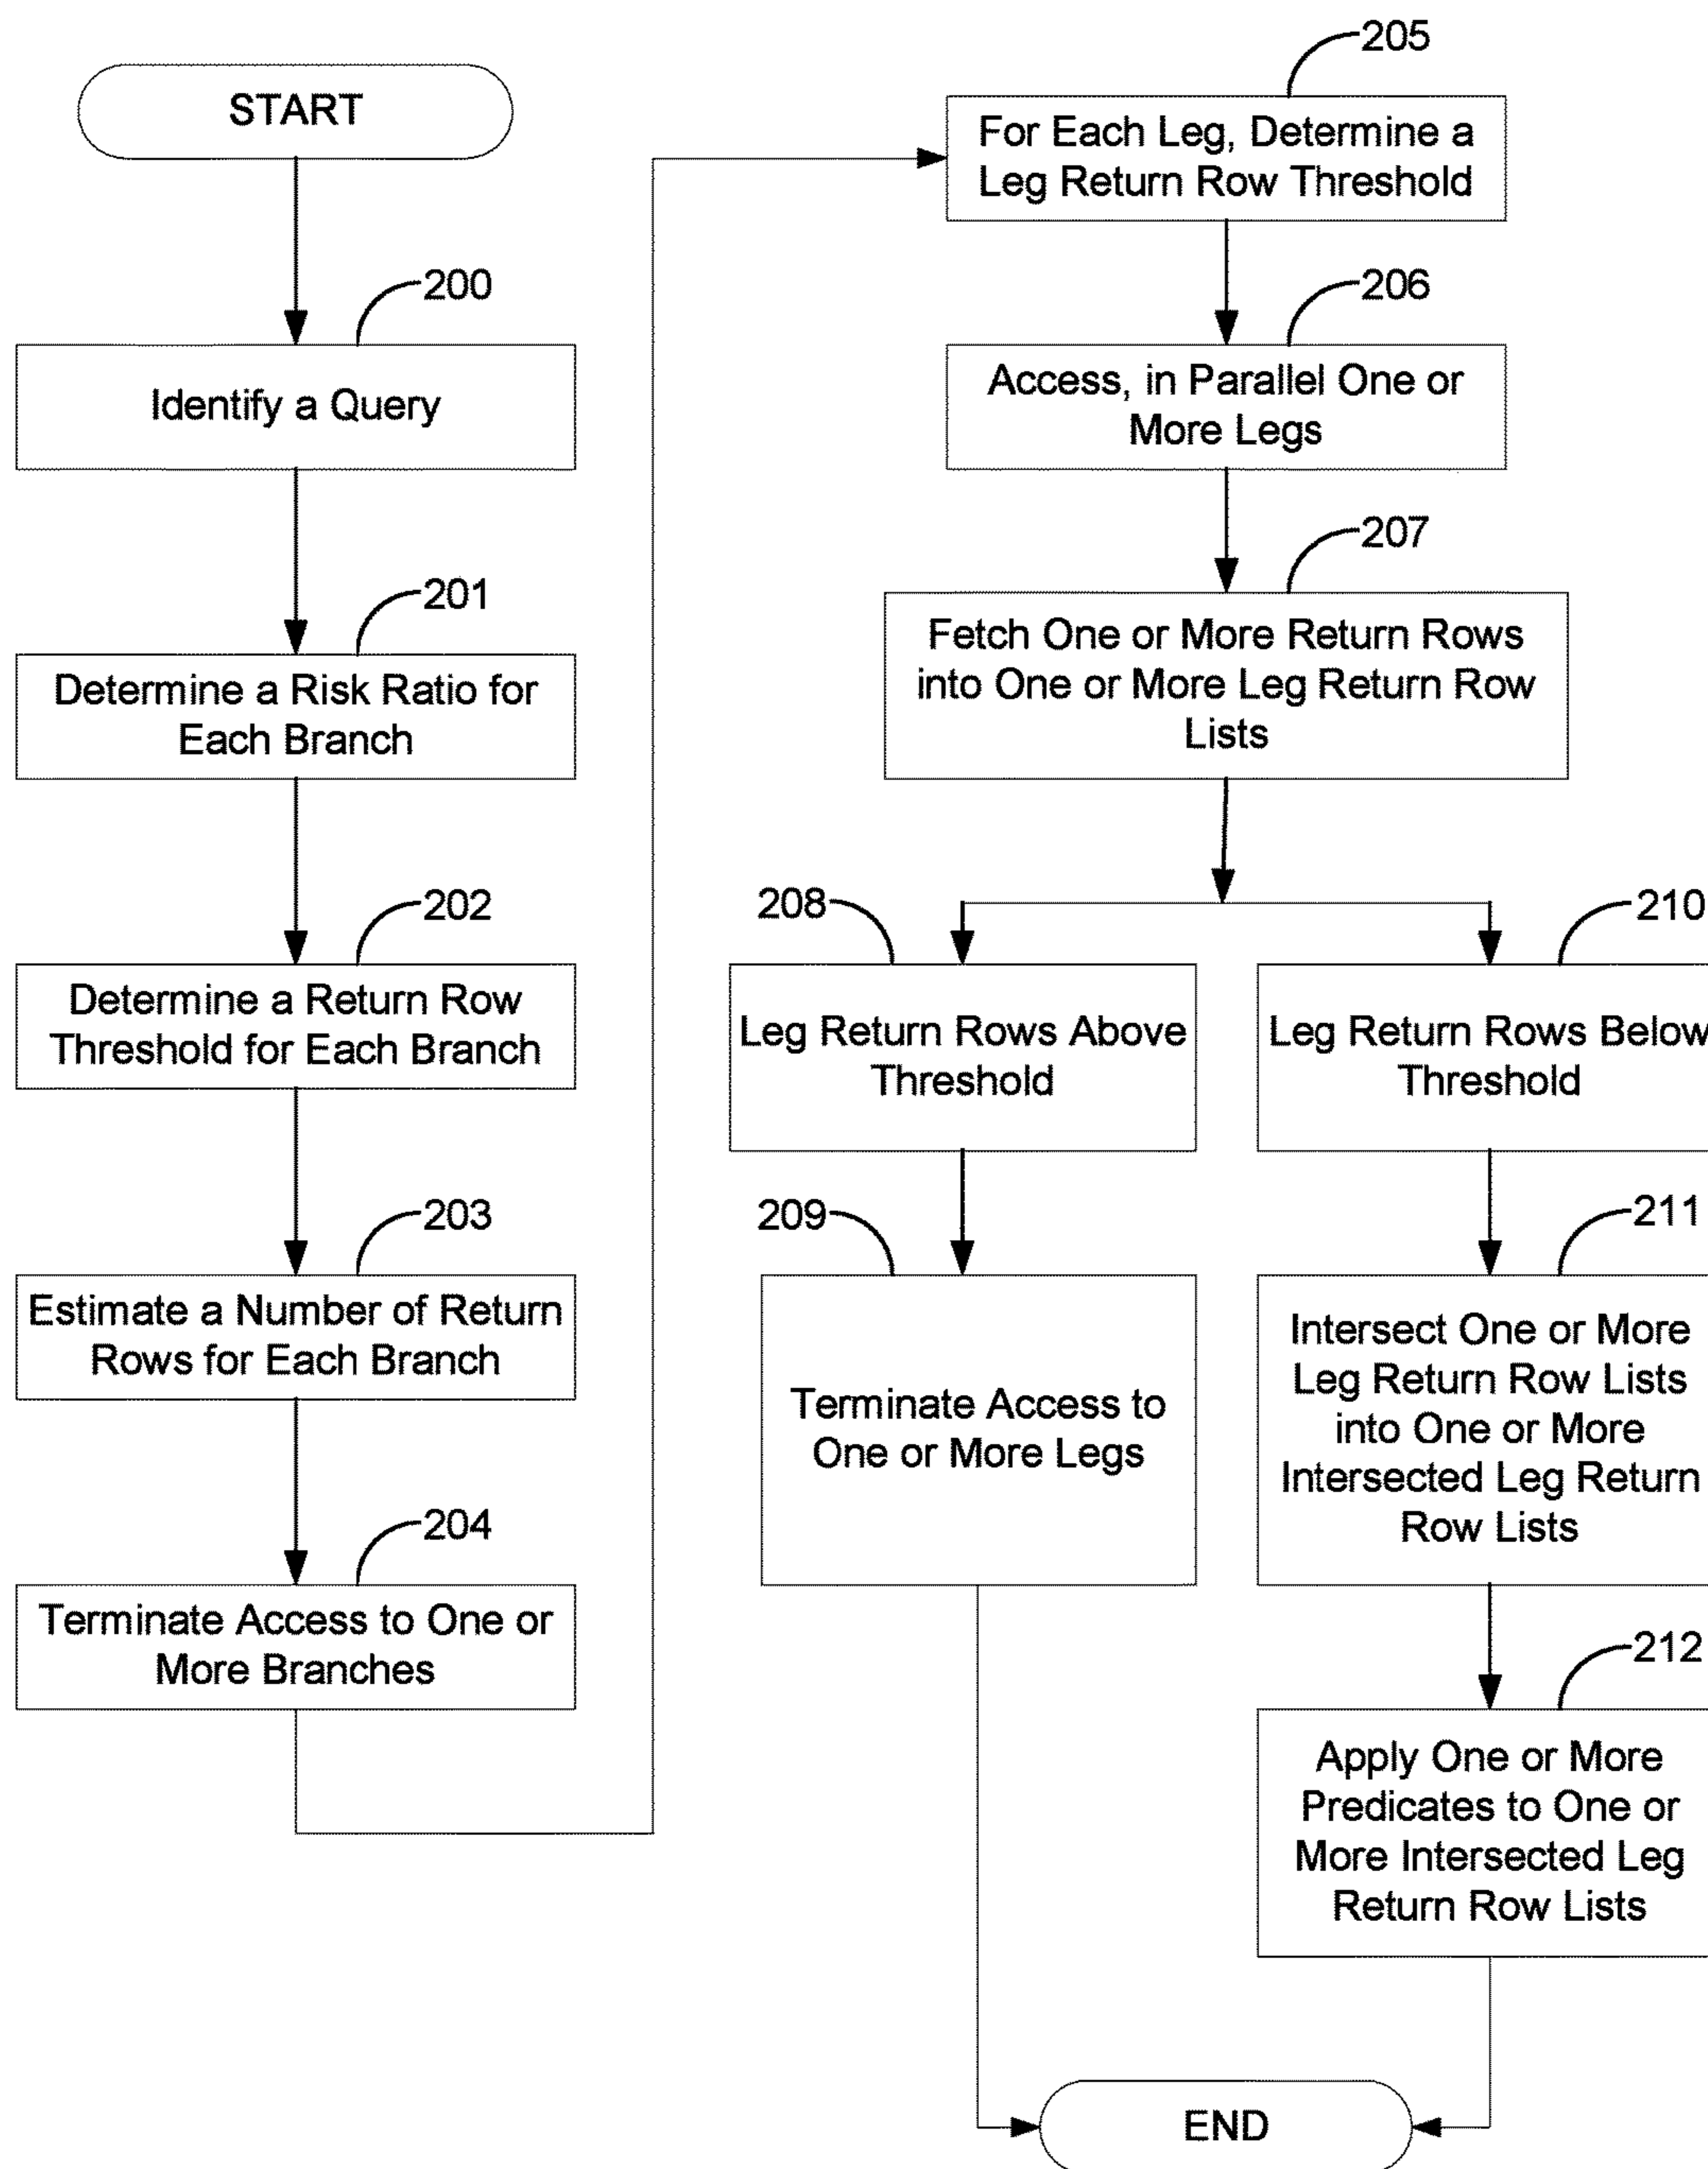 START
200
Identify a Query
201
Determine a Risk Ratio for
Each Branch
202
Determine a Return Row
Threshold for Each Branch
203
Estimate a Number of Return
Rows for Each Branch
204
Terminate Access to One or
More Branches
205
For Each Leg, Determine a
Leg Return Row Threshold
206
Access, in Parallel One or
More Legs
207
Fetch One or More Return Rows
into One or More Leg Return Row
Lists
208
Leg Return Rows Above
Threshold
209
Terminate Access to
One or More Legs
210
Leg Return Rows Below
Threshold
211
Intersect One or More
Leg Return Row Lists
into One or More
Intersected Leg Return
Row Lists
212
Apply One or More
Predicates to One or
More Intersected Leg
Return Row Lists
END